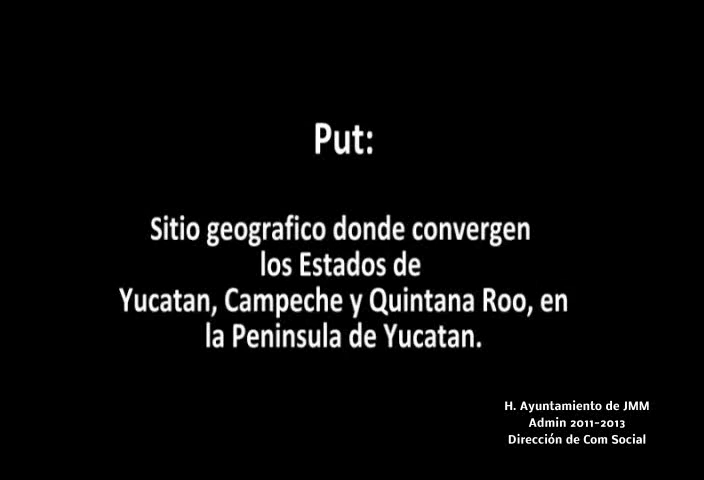 Put:
Sitio geografico donde convergen
los Estados de
Yucatan, Campeche y Quintana Roo, en
la Peninsula de Yucatan.
H. Ayuntamiento de JMM
Admin 2011-2013
Dirección de Com Social